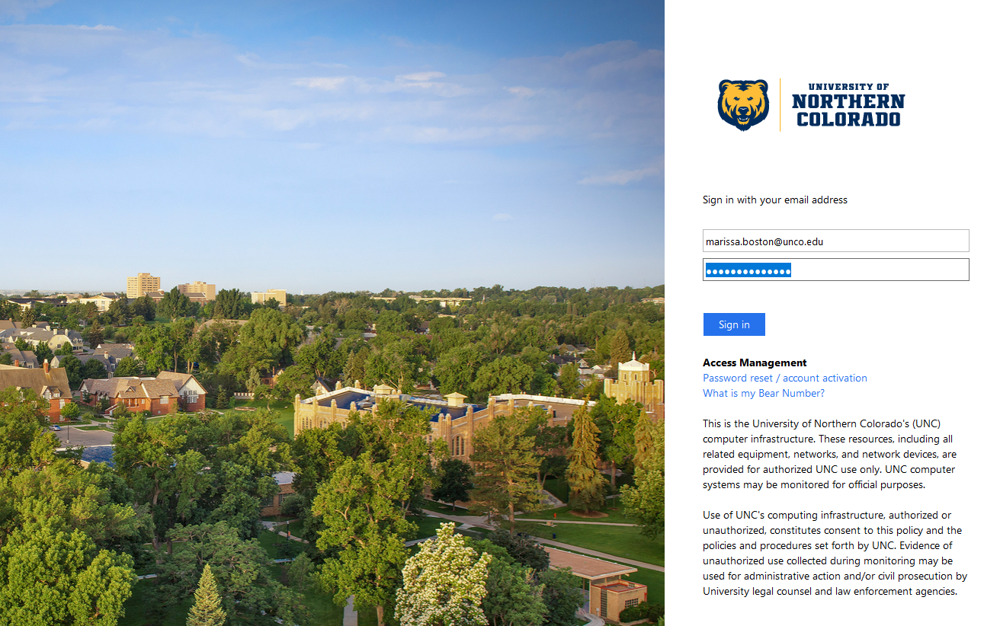 UNIVERSITY OF
NORTHERN
COLORADO
Sign in with your email address
marissa.boston@unco.edu
●●●●●●●●●●●●●●
Sign in
Access Management
Password reset / account activation
What is my Bear Number?
This is the University of Northern Colorado's (UNC)
computer infrastructure. These resources, including all
related equipment, networks, and network devices, are
provided for authorized UNC use only. UNC computer
systems may be monitored for official purposes.
Use of UNC's computing infrastructure, authorized or
unauthorized, constitutes consent to this policy and the
policies and procedures set forth by UNC. Evidence of
unauthorized use collected during monitoring may be
used for administrative action and/or civil prosecution by
University legal counsel and law enforcement agencies.